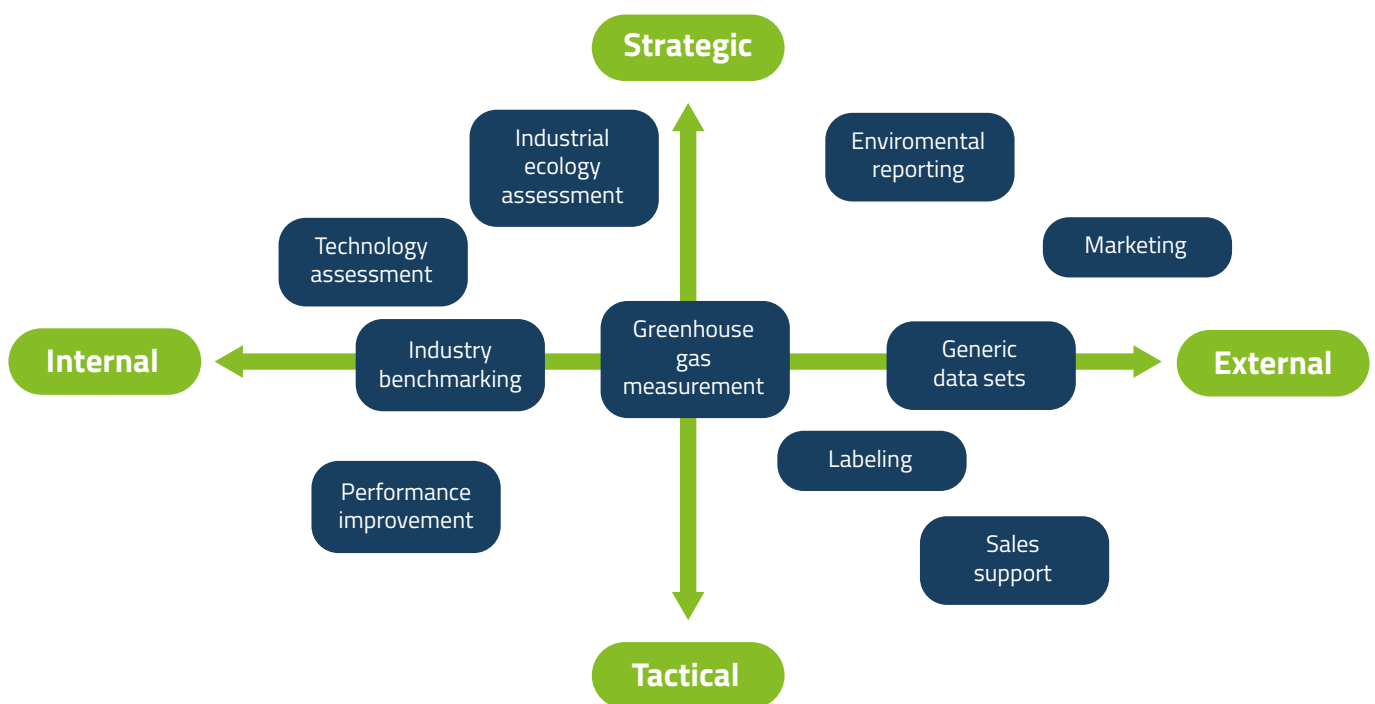 Strategic
Industrial
ecology
assessment
Enviromental
reporting
Technology
assessment
Marketing
Internal
Industry
benchmarking
Greenhouse
gas
measurement
Generic
data sets
External
Labeling
Performance
improvement
Sales
support
Tactical